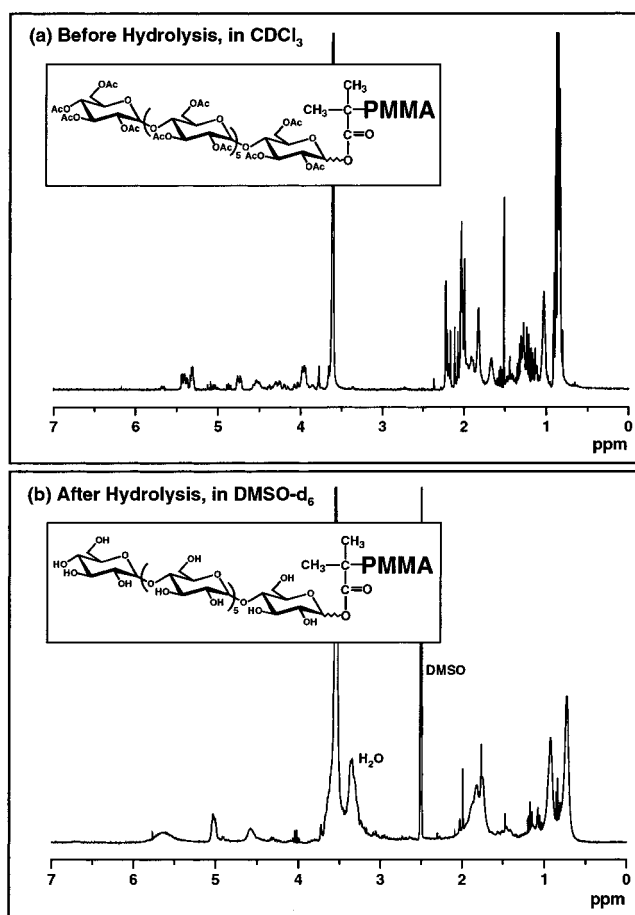 (a) Before Hydrolysis, in CDCl3
OAc
AcO
AcO
OAc
O
O
OAc
O
AcO
OAc
5
O
OAc
O
AcO
OAc
O
CH3
CH3
PMMA
C=O
7
6
5
4
3
2
1
0
ppm
(b) After Hydrolysis, in DMSO-d6
OH
HO
HO
OH
O
O
OH
O
HO
OH
5
O
OH
O
HO
OH
O
CH3
CH3
PMMA
C=O
DMSO
H2O
7
6
5
4
3
2
1
0
ppm